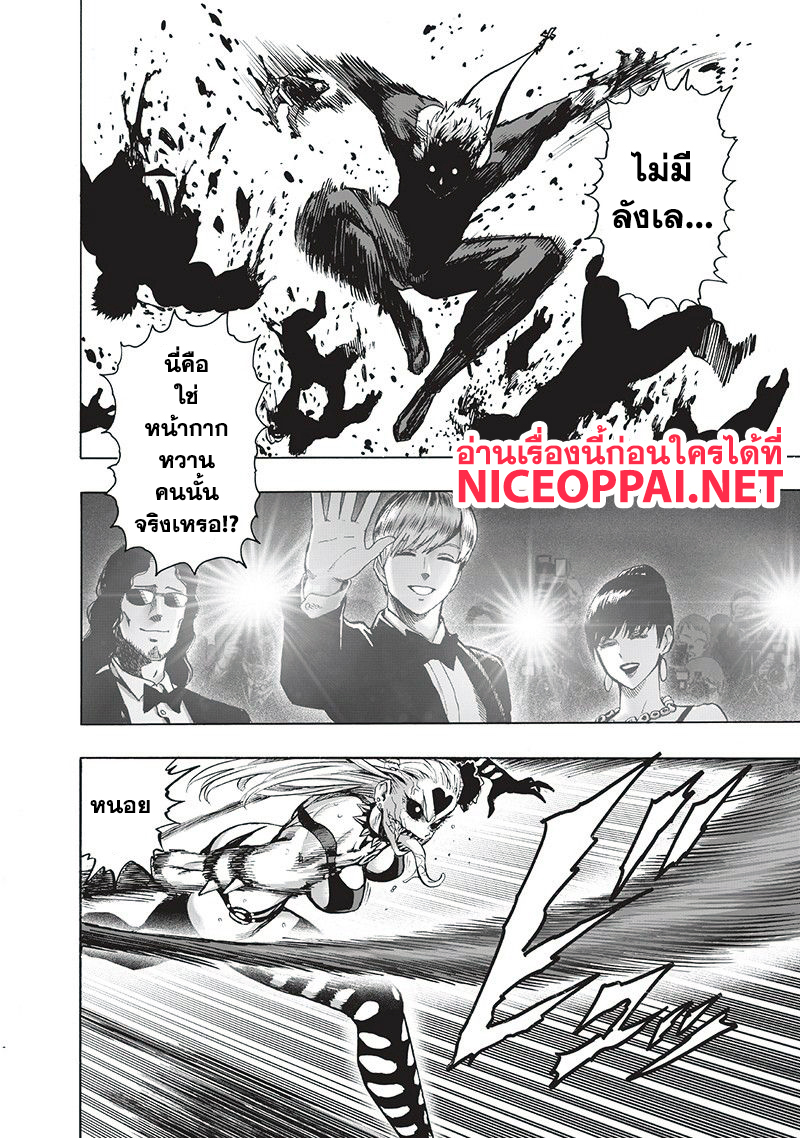 ไม่มี
ลังเล...
นี่คือ
ใช่
หน้ากาก
หวาน
คนนั้น
จริงเหรอ!?
อ่านเรื่องนี้ก่อนใครได้ที่
NICEOPPAI.NET
หนอย